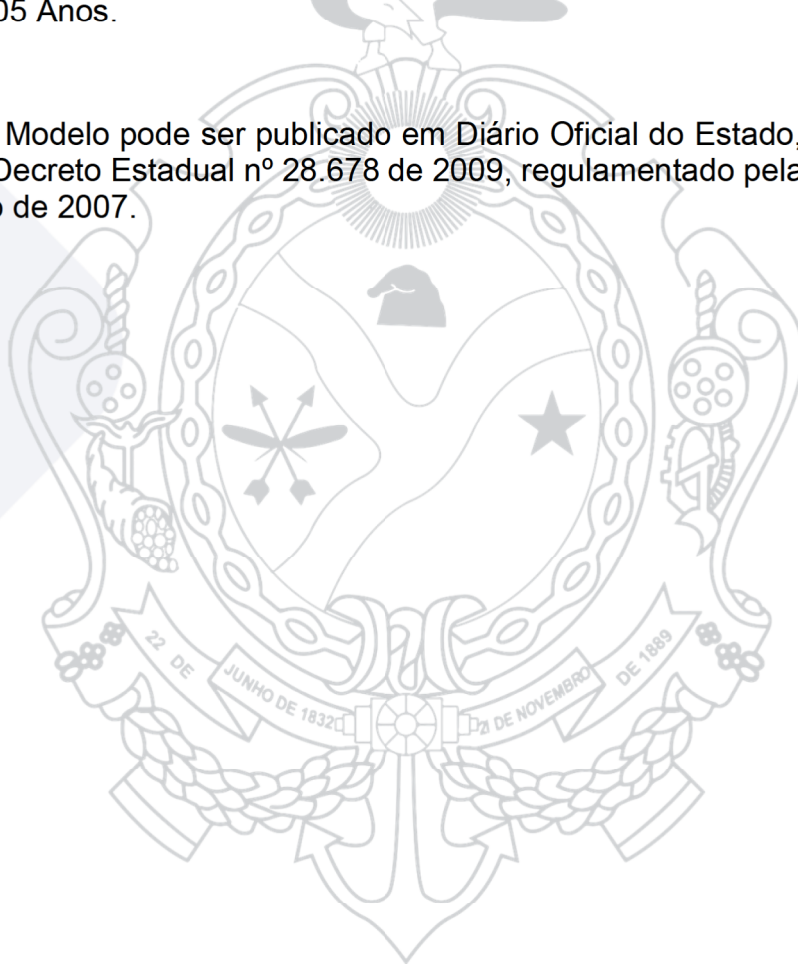 05 Anos.
Modelo pode ser publicado em Diário Oficial do Estado,
Decreto Estadual nº 28.678 de 2009, regulamentado pela
o de 2007.
22 DE
JUNHO DE 1832
21 DE NOVEMBRO
DE 1889